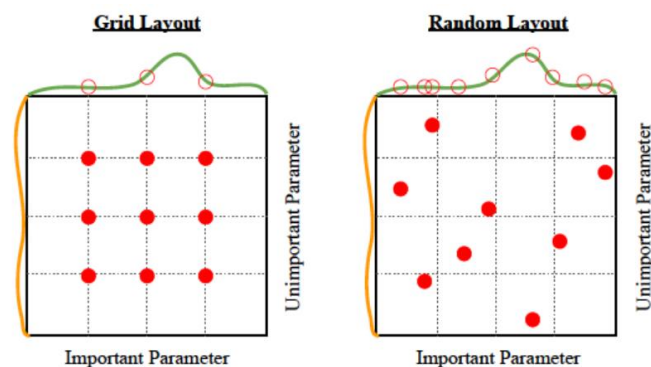 Grid Layout
Unimportant Parameter
Important Parameter
Random Layout
Unimportant Parameter
Important Parameter